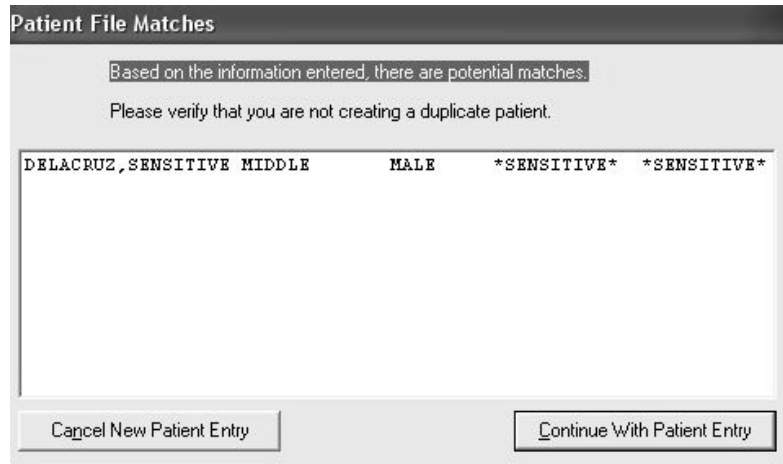 Patient File Matches
Based on the information entered, there are potential matches.
Please verify that you are not creating a duplicate patient.
DELACRUZ,SENSITIVE MIDDLE MALE *SENSITIVE* *SENSITIVE*
Cancel New Patient Entry
Continue With Patient Entry